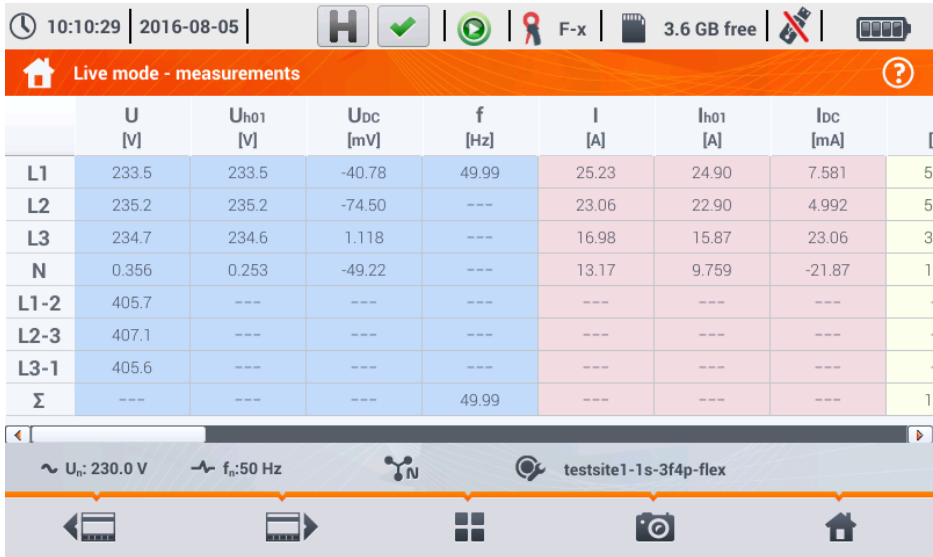 10:10:29 2016-08-05 H F-x 3.6 GB free
Live mode - measurements ?
U Uh01 UDC f I Ih01 IDC
[V] [V] [mV] [Hz] [A] [A] [mA] [
L1 233.5 233.5 -40.78 49.99 25.23 24.90 7.581 5
L2 235.2 235.2 -74.50 --- 23.06 22.90 4.992 5
L3 234.7 234.6 1.118 --- 16.98 15.87 23.06 3
N 0.356 0.253 -49.22 --- 13.17 9.759 -21.87 1
L1-2 405.7 --- --- --- --- --- --- -
L2-3 407.1 --- --- --- --- --- --- -
L3-1 405.6 --- --- --- --- --- --- -
Σ --- --- --- 49.99 --- --- --- 1
Un: 230.0 V fn:50 Hz N testsite1-1s-3f4p-flex